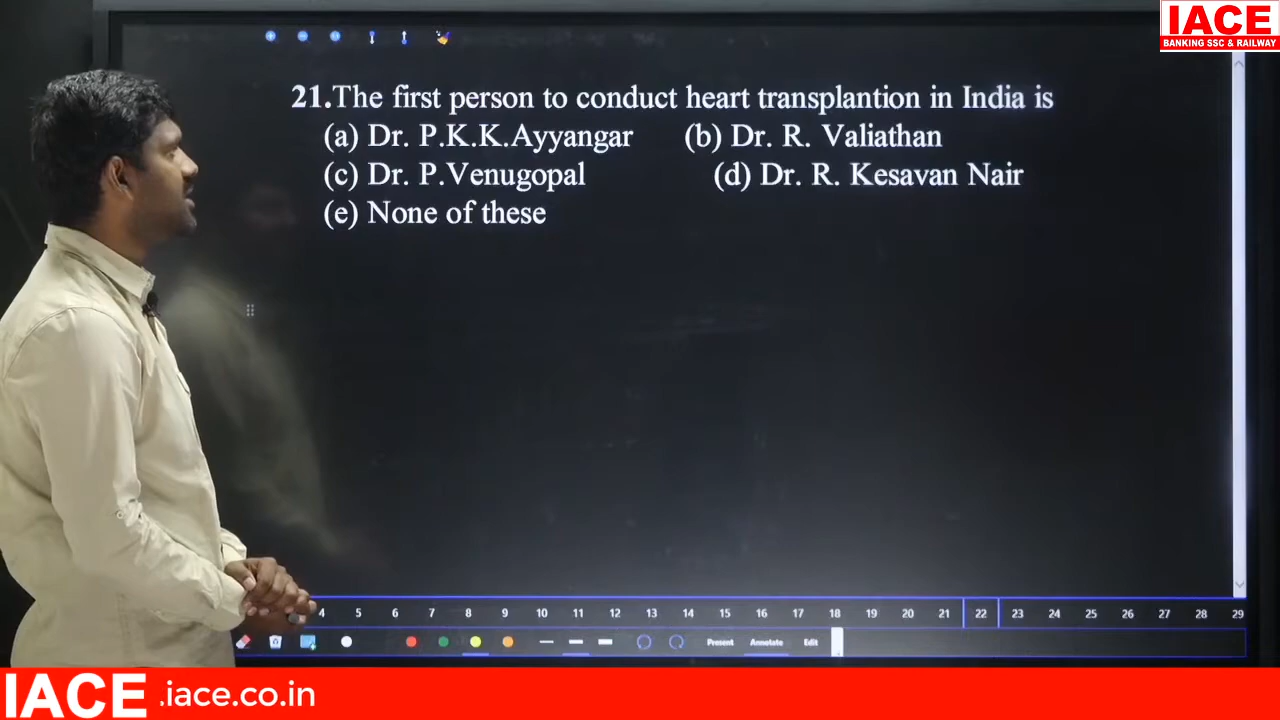 IACE
BANKING SSC & RAILWAY
21.The first person to conduct heart transplantion in India is
(a) Dr. P.K.K.Ayyangar (b) Dr. R. Valiathan
(c) Dr. P.Venugopal (d) Dr. R. Kesavan Nair
(e) None of these
4 5 6 7 8 9 10 11 12 13 14 15 16 17 18 19 20 21 22 23 24 25 26 27 28 29
Present Annotate Edit
IACE .iace.co.in